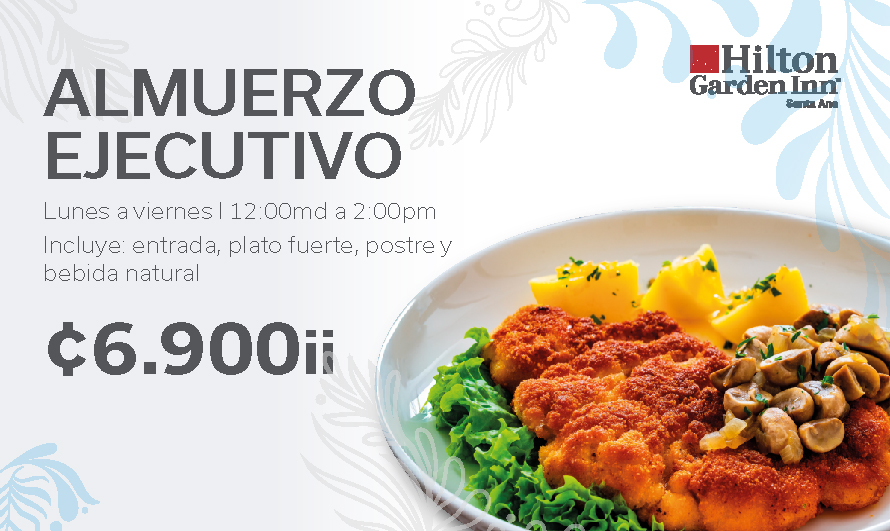 ALMUERZO
EJECUTIVO
Lunes a viernes | 12:00md a 2:00pm
Incluye: entrada, plato fuerte, postre y
bebida natural
₵6.900ii
Hilton
Garden Inn™
Santa Ana